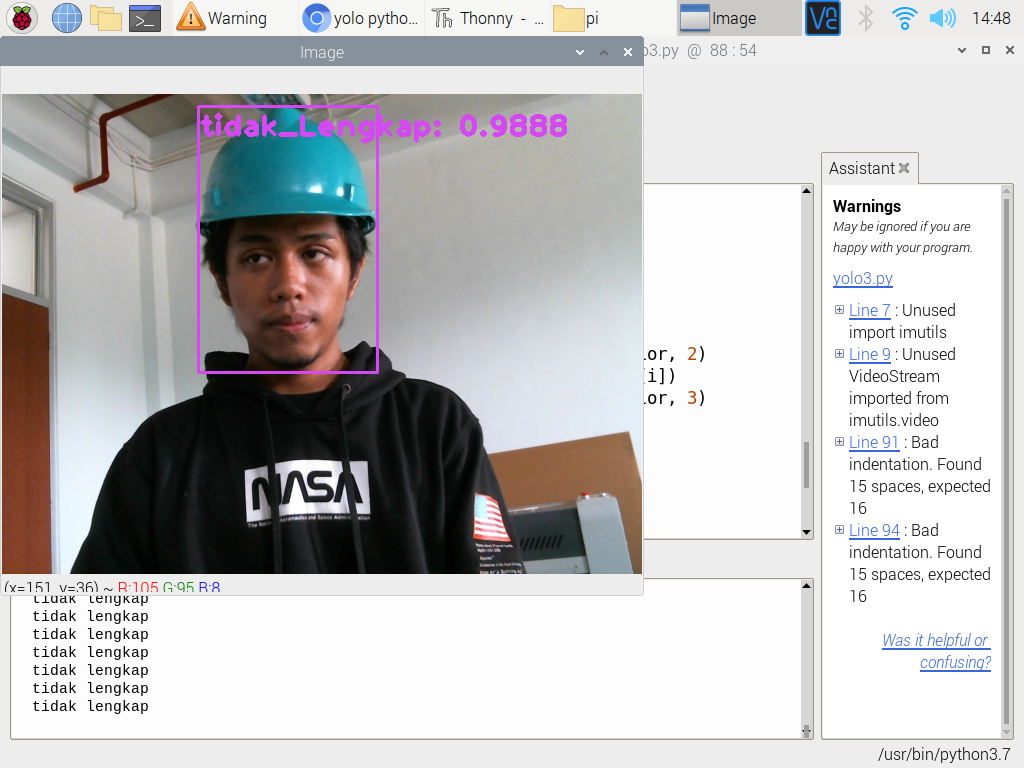 Warning
yolo pytho...
Thonny - ...
pi
Image
14:48
Image
o3.py @ 88 : 54
tidak_Lengkap: 0.9888
NASA
Assistant
Warnings
May be ignored if you are
happy with your program.
yolo3.py
Line 7 : Unused
import imutils
Line 9 : Unused
VideoStream
imported from
imutils.video
Line 91 : Bad
indentation. Found
15 spaces, expected
16
Line 94 : Bad
indentation. Found
15 spaces, expected
16
Was it helpful or
confusing?
lor, 2)
[i])
lor, 3)
(x=151, y=36) ~ R:105 G:95 B:8
tidak lengkap
tidak lengkap
tidak lengkap
tidak lengkap
tidak lengkap
tidak lengkap
tidak lengkap
/usr/bin/python3.7